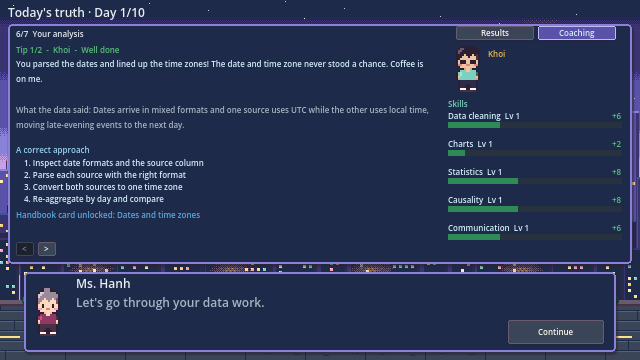 Today's truth · Day 1/10
6/7 Your analysis
Results
Coaching
Tip 1/2 - Khoi - Well done
You parsed the dates and lined up the time zones! The date and time zone never stood a chance. Coffee is
on me.
What the data said: Dates arrive in mixed formats and one source uses UTC while the other uses local time,
moving late-evening events to the next day.
A correct approach
1. Inspect date formats and the source column
2. Parse each source with the right format
3. Convert both sources to one time zone
4. Re-aggregate by day and compare
Handbook card unlocked: Dates and time zones
< >
Khoi
Skills
Data cleaning Lv 1 +6
Charts Lv 1 +2
Statistics Lv 1 +8
Causality Lv 1 +8
Communication Lv 1 +6
Ms. Hanh
Let's go through your data work.
Continue